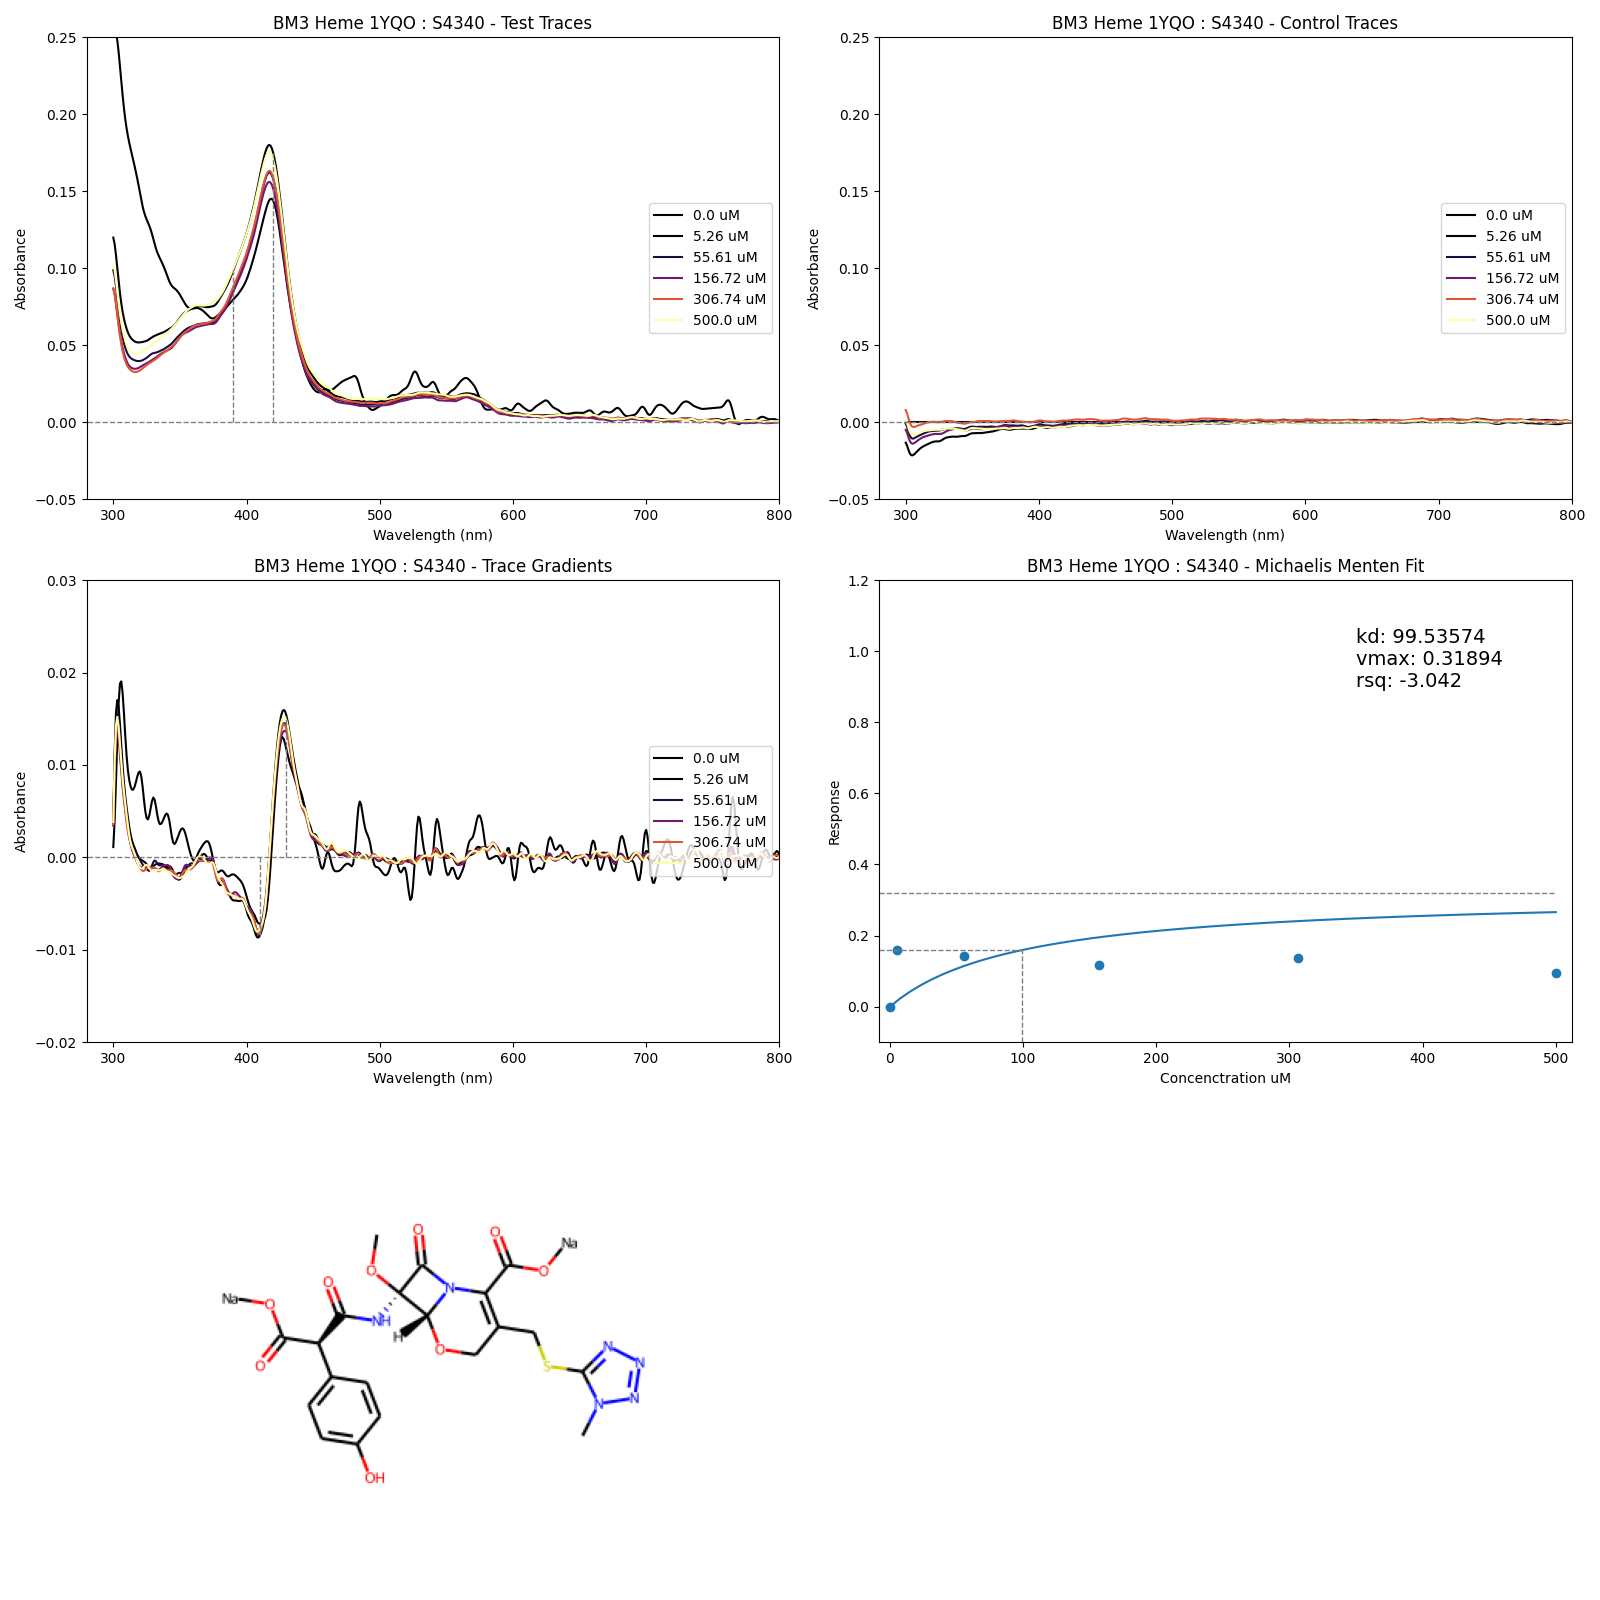 BM3 Heme 1YQO : S4340 - Test Traces
0.25
0.20
0.15
0.10
0.05
0.00
−0.05
Absorbance
0.0 uM
5.26 uM
55.61 uM
156.72 uM
306.74 uM
500.0 uM
300 400 500 600 700 800
Wavelength (nm)
BM3 Heme 1YQO : S4340 - Control Traces
0.25
0.20
0.15
0.10
0.05
0.00
−0.05
Absorbance
0.0 uM
5.26 uM
55.61 uM
156.72 uM
306.74 uM
500.0 uM
300 400 500 600 700 800
Wavelength (nm)
BM3 Heme 1YQO : S4340 - Trace Gradients
0.03
0.02
0.01
0.00
−0.01
−0.02
Absorbance
0.0 uM
5.26 uM
55.61 uM
156.72 uM
306.74 uM
500.0 uM
300 400 500 600 700 800
Wavelength (nm)
BM3 Heme 1YQO : S4340 - Michaelis Menten Fit
1.2
1.0
0.8
0.6
0.4
0.2
0.0
Response
kd: 99.53574
vmax: 0.31894
rsq: -3.042
0 100 200 300 400 500
Concenctration uM
O O Na
O O
O N
Na O NH
H
O O N N
S N
N
O
OH